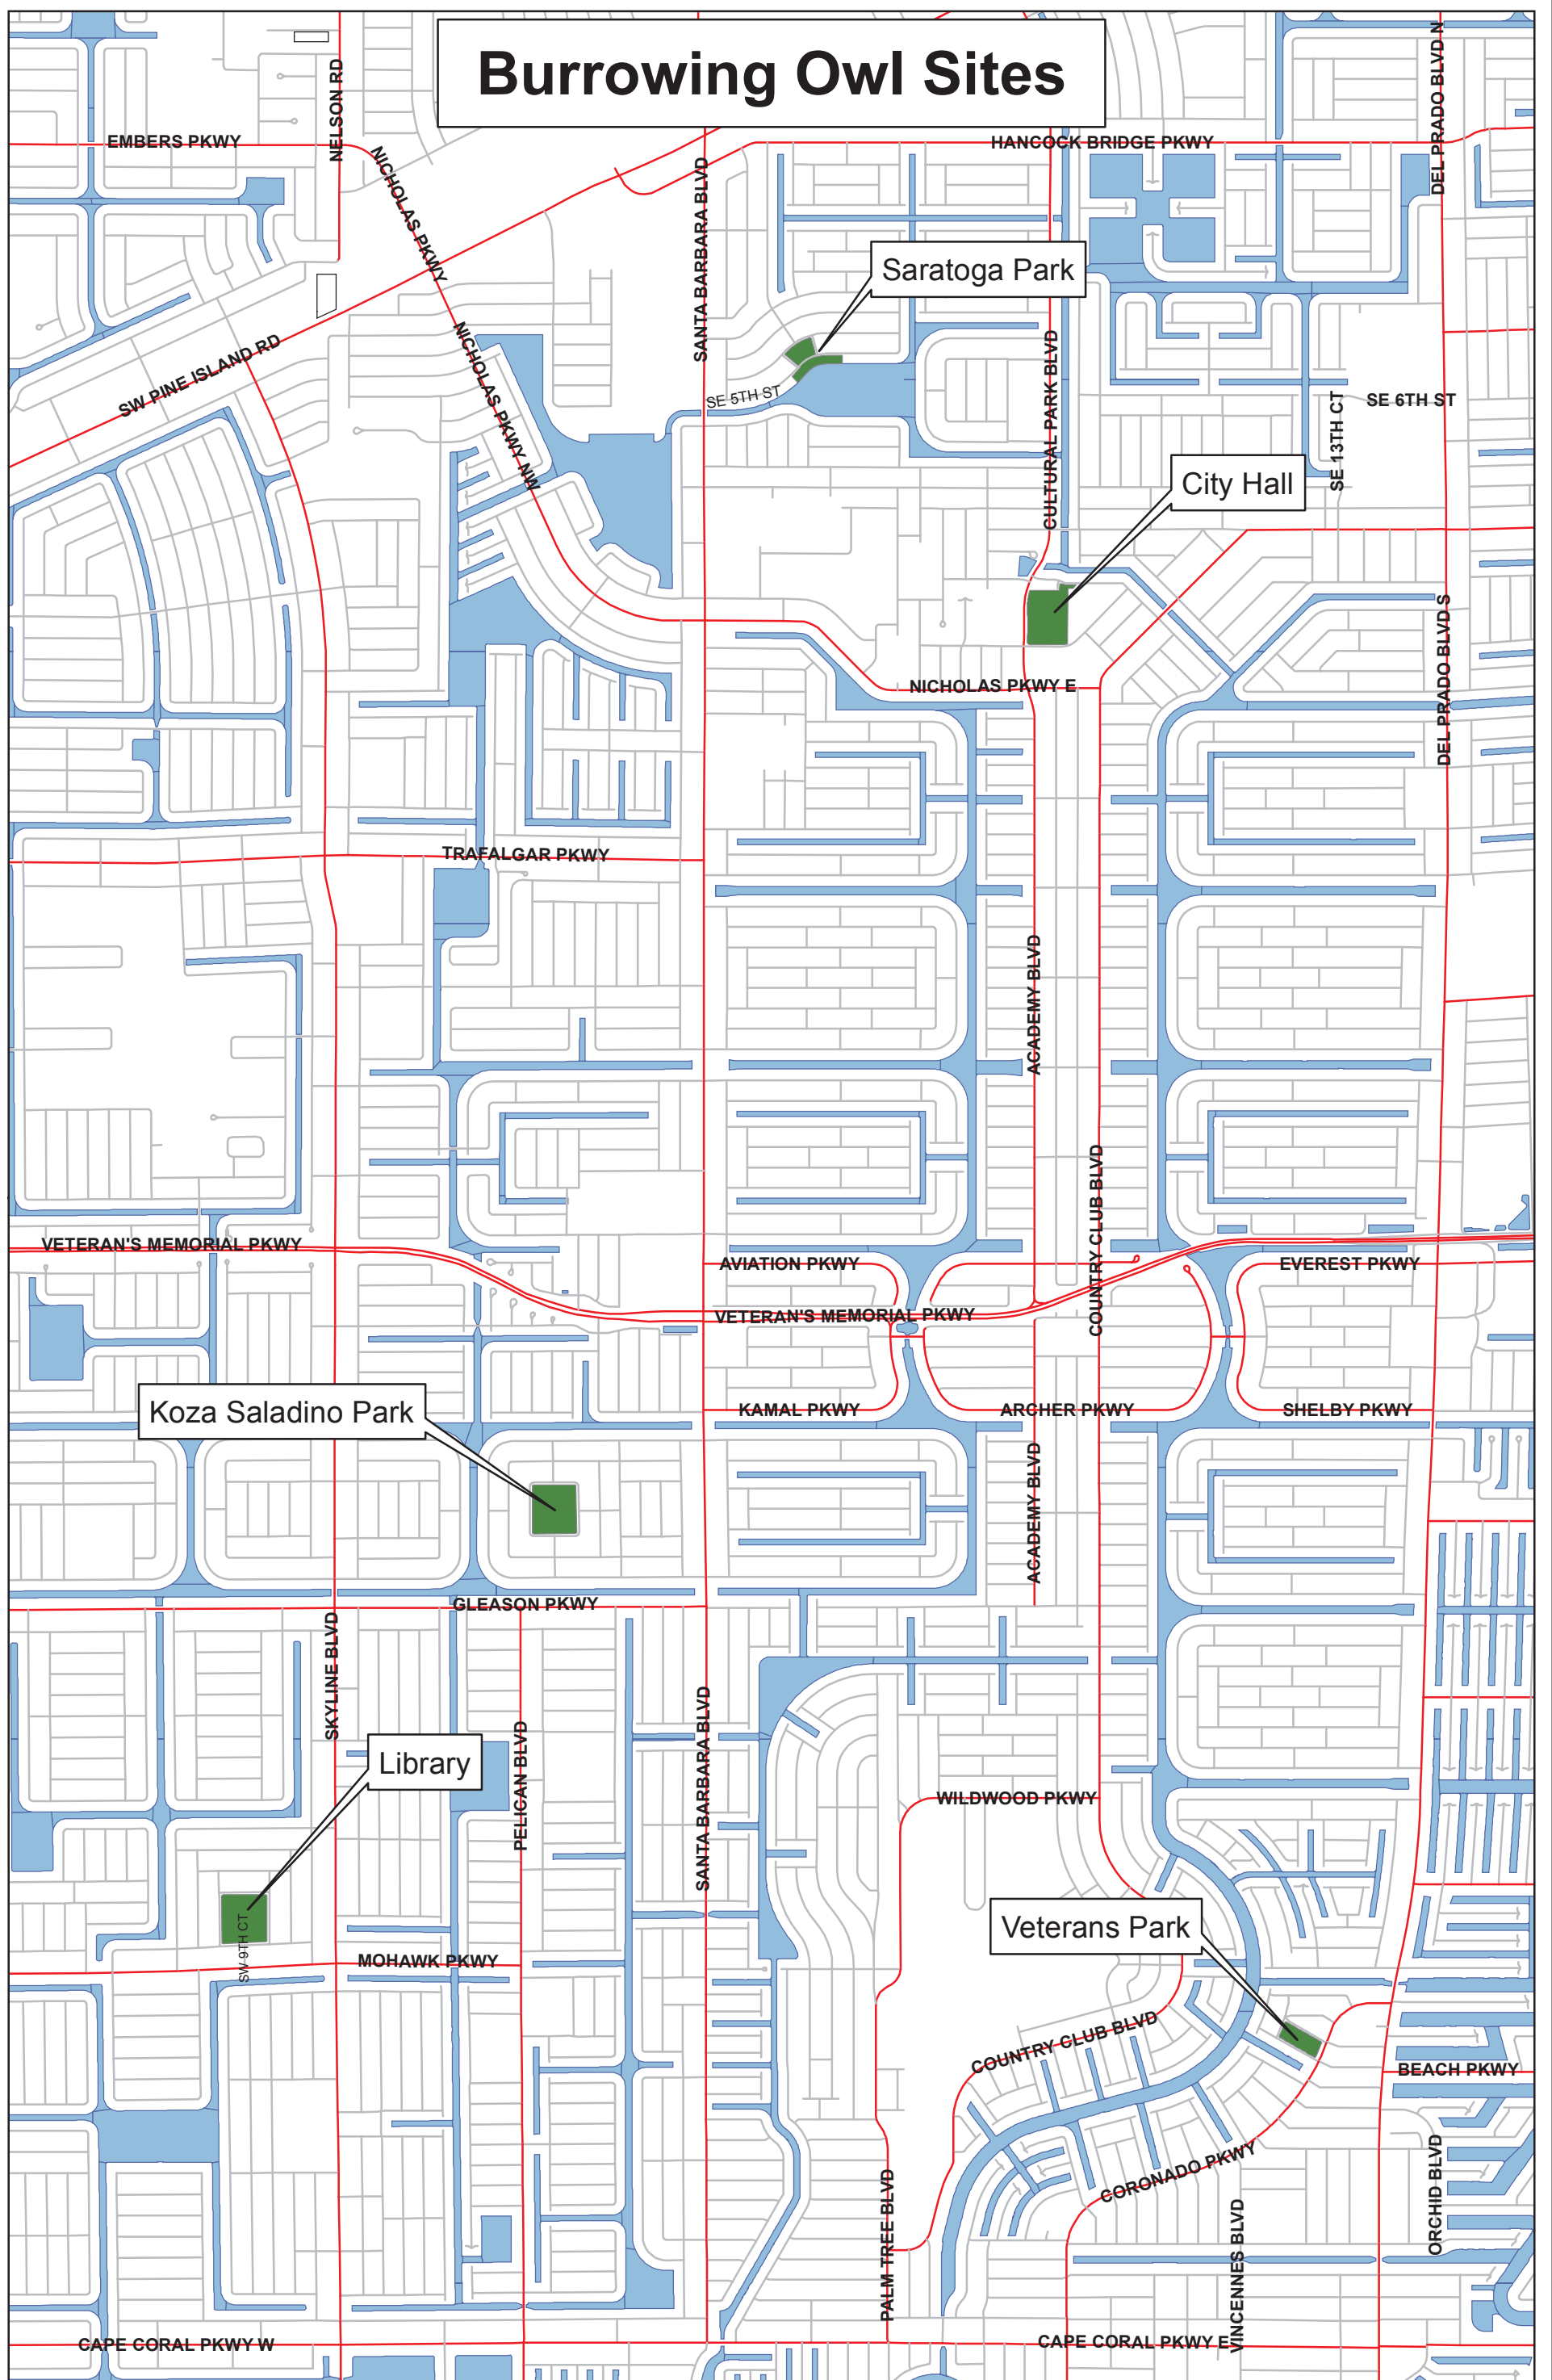 Burrowing Owl Sites
DEL PRADO BLVD N
NELSON RD
EMBERS PKWY
HANCOCK BRIDGE PKWY
NICHOLAS PKWY
SANTA BARBARA BLVD
Saratoga Park
SW PINE ISLAND RD
NICHOLAS PKWY NW
SE 5TH ST
CULTURAL PARK BLVD
SE 13TH CT
SE 6TH ST
City Hall
NICHOLAS PKWY E
DEL PRADO BLVD S
TRAFALGAR PKWY
ACADEMY BLVD
COUNTRY CLUB BLVD
VETERAN'S MEMORIAL PKWY
AVIATION PKWY
EVEREST PKWY
VETERAN'S MEMORIAL PKWY
Koza Saladino Park
KAMAL PKWY
ARCHER PKWY
SHELBY PKWY
ACADEMY BLVD
GLEASON PKWY
SKYLINE BLVD
PELICAN BLVD
SANTA BARBARA BLVD
Library
WILDWOOD PKWY
SW 9TH CT
Veterans Park
MOHAWK PKWY
COUNTRY CLUB BLVD
BEACH PKWY
CORONADO PKWY
PALM TREE BLVD
VINCENNES BLVD
ORCHID BLVD
CAPE CORAL PKWY W
CAPE CORAL PKWY E